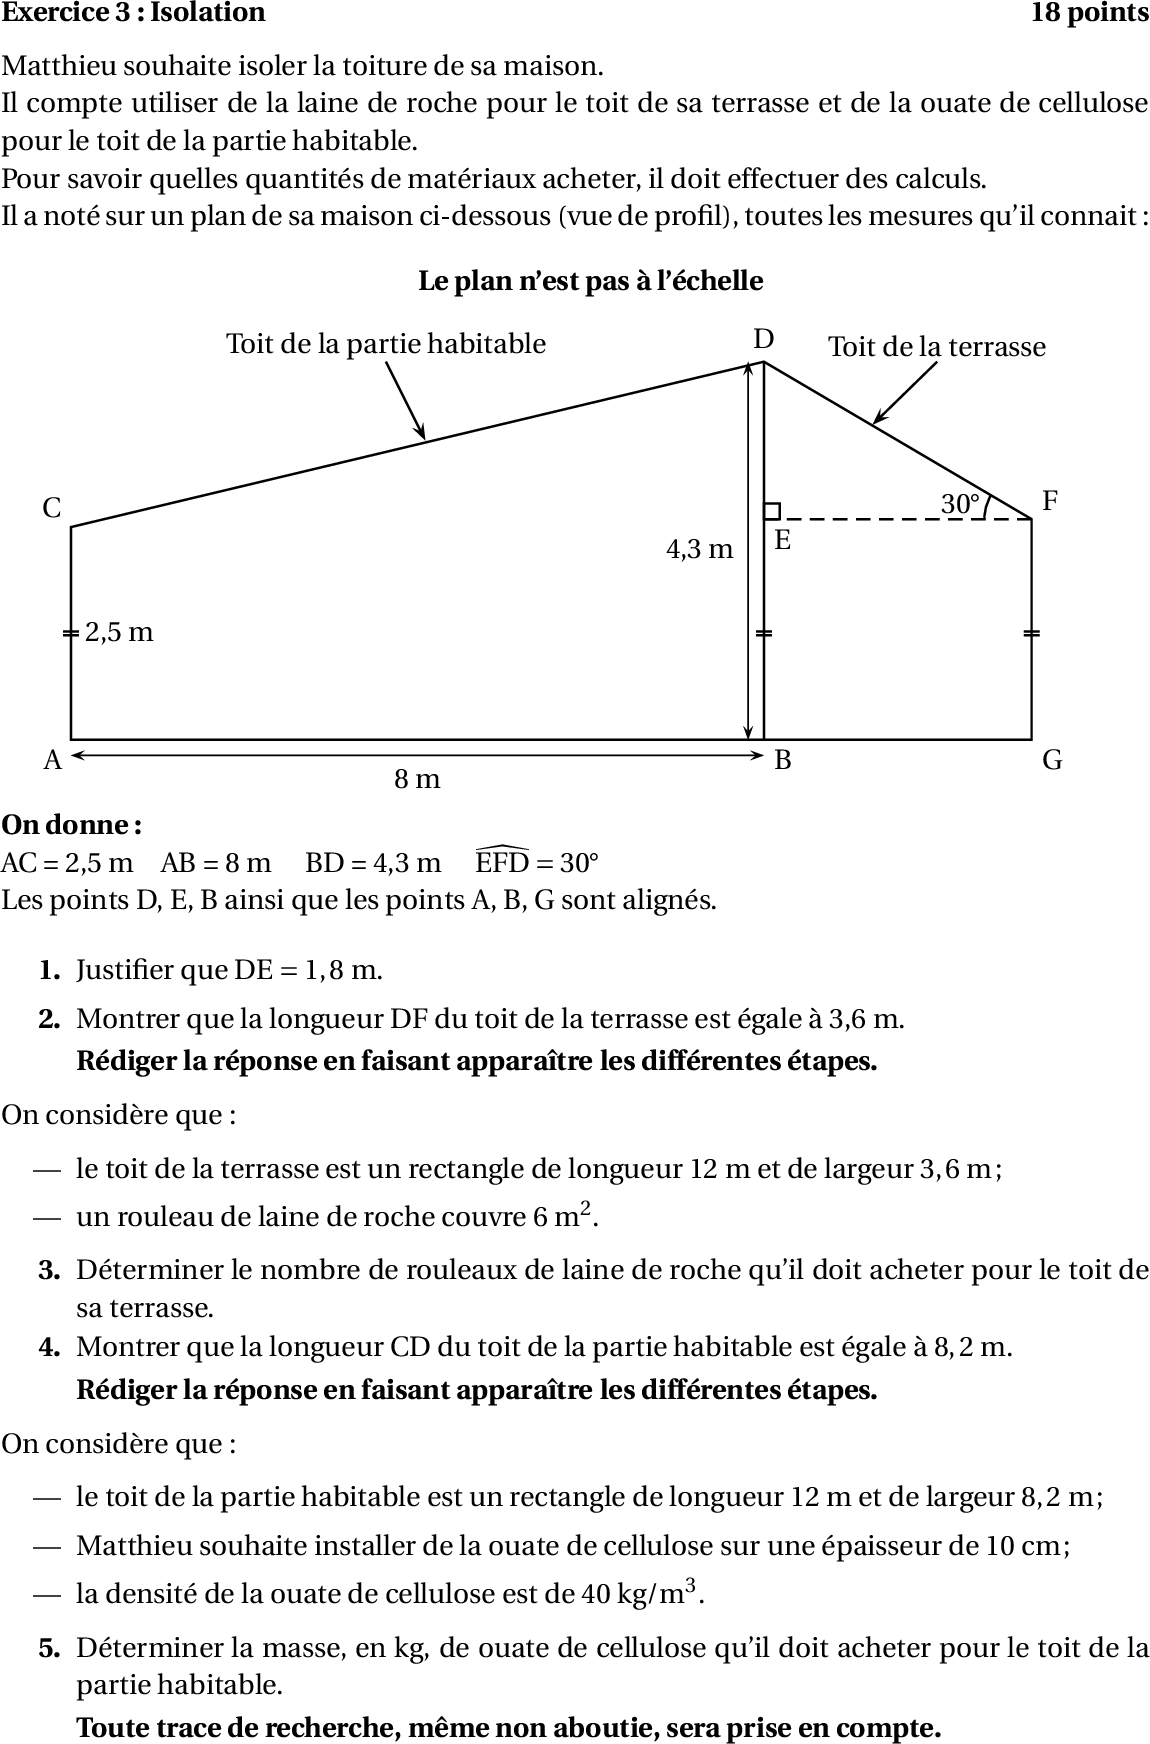 Exercice 3 : Isolation 18 points
Matthieu souhaite isoler la toiture de sa maison.
Il compte utiliser de la laine de roche pour le toit de sa terrasse et de la ouate de cellulose
pour le toit de la partie habitable.
Pour savoir quelles quantités de matériaux acheter, il doit effectuer des calculs.
Il a noté sur un plan de sa maison ci-dessous (vue de profil), toutes les mesures qu'il connait :
Le plan n'est pas à l'échelle
Toit de la partie habitable
D
Toit de la terrasse
C
30°
F
E
4,3 m
2,5 m
A
B
G
8 m
On donne :
AC = 2,5 m AB = 8 m BD = 4,3 m \widehat{EFD} = 30°
Les points D, E, B ainsi que les points A, B, G sont alignés.
1. Justifier que DE = 1,8 m.
2. Montrer que la longueur DF du toit de la terrasse est égale à 3,6 m.
Rédiger la réponse en faisant apparaître les différentes étapes.
On considère que :
— le toit de la terrasse est un rectangle de longueur 12 m et de largeur 3,6 m ;
— un rouleau de laine de roche couvre 6 m².
3. Déterminer le nombre de rouleaux de laine de roche qu'il doit acheter pour le toit de
sa terrasse.
4. Montrer que la longueur CD du toit de la partie habitable est égale à 8,2 m.
Rédiger la réponse en faisant apparaître les différentes étapes.
On considère que :
— le toit de la partie habitable est un rectangle de longueur 12 m et de largeur 8,2 m ;
— Matthieu souhaite installer de la ouate de cellulose sur une épaisseur de 10 cm ;
— la densité de la ouate de cellulose est de 40 kg/m³.
5. Déterminer la masse, en kg, de ouate de cellulose qu'il doit acheter pour le toit de la
partie habitable.
Toute trace de recherche, même non aboutie, sera prise en compte.